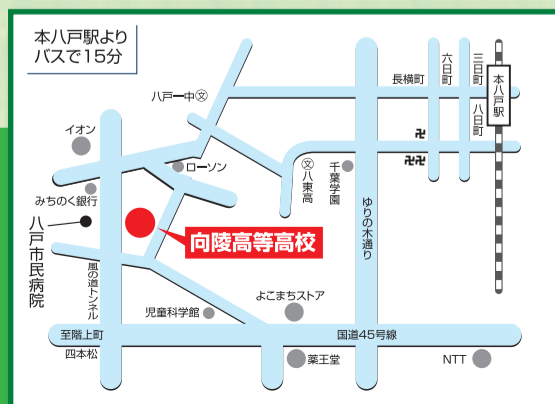 本八戸駅より
バスで15分
六日町
三日町
長横町
本八戸駅
八戸一中㊛
八日町
イオン
卍
ローソン
文八東高
卍卍
千葉学園
みちのく銀行
八戸市民病院
ゆりの木通り
向陵高等高校
風の道トンネル
よこまちストア
児童科学館
至階上町
国道45号線
四本松
薬王堂
NTT